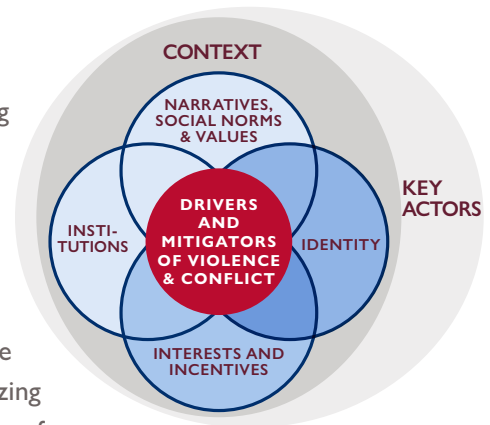 CONTEXT
NARRATIVES,
SOCIAL NORMS
& VALUES
KEY
ACTORS
INSTI-
TUTIONS
DRIVERS
AND
MITIGATORS
OF VIOLENCE
& CONFLICT
IDENTITY
INTERESTS AND
INCENTIVES